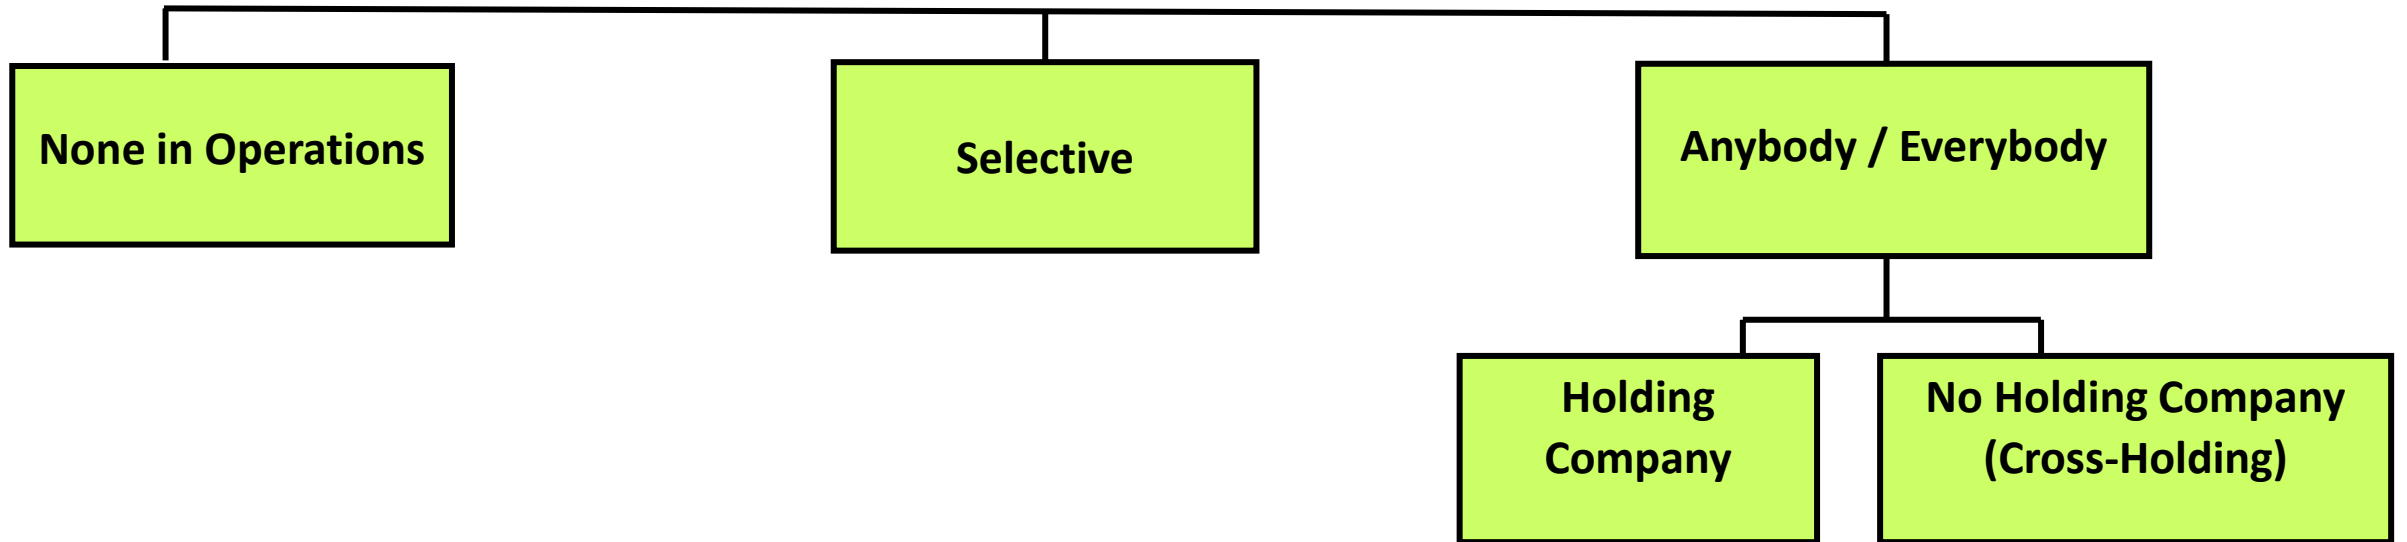 None in Operations
Selective
Anybody / Everybody
Holding
Company
No Holding Company
(Cross-Holding)